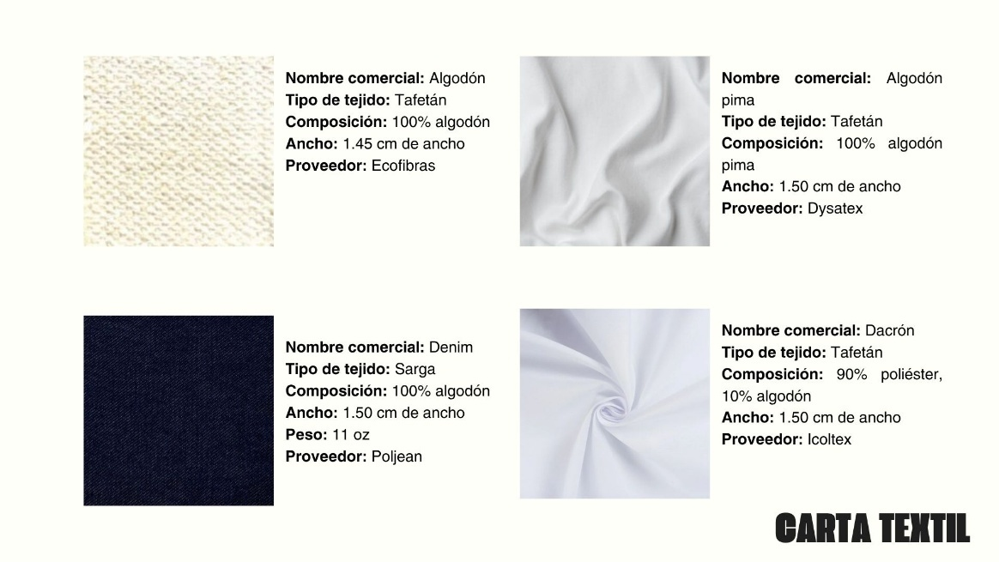 Nombre comercial: Algodón
Tipo de tejido: Tafetán
Composición: 100% algodón
Ancho: 1.45 cm de ancho
Proveedor: Ecofibras
Nombre comercial: Algodón
pima
Tipo de tejido: Tafetán
Composición: 100% algodón
pima
Ancho: 1.50 cm de ancho
Proveedor: Dysatex
Nombre comercial: Denim
Tipo de tejido: Sarga
Composición: 100% algodón
Ancho: 1.50 cm de ancho
Peso: 11 oz
Proveedor: Poljean
Nombre comercial: Dacrón
Tipo de tejido: Tafetán
Composición: 90% poliéster,
10% algodón
Ancho: 1.50 cm de ancho
Proveedor: Icoltex
CARTA TEXTIL